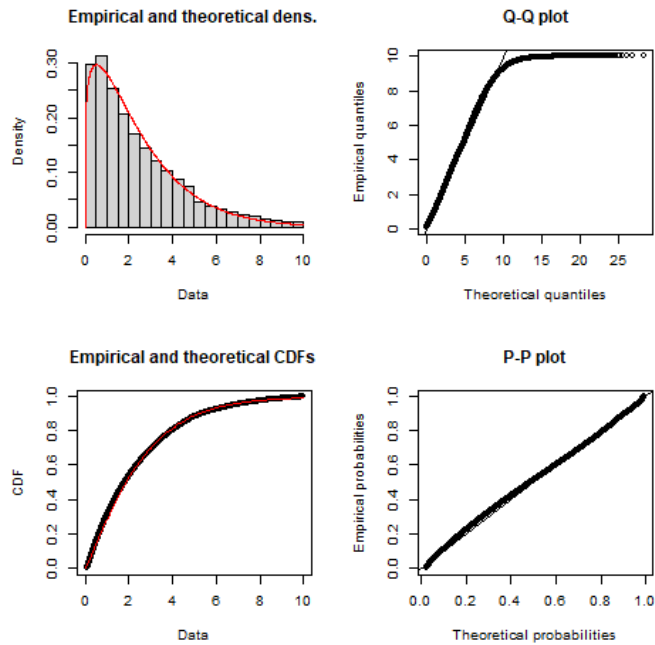 Empirical and theoretical dens.
Density
0.00
0.10
0.20
0.30
0 2 4 6 8 10
Data
Q-Q plot
Empirical quantiles
0
2
4
6
8
10
0 5 10 15 20 25
Theoretical quantiles
Empirical and theoretical CDFs
CDF
0.0
0.2
0.4
0.6
0.8
1.0
0 2 4 6 8 10
Data
P-P plot
Empirical probabilities
0.0
0.2
0.4
0.6
0.8
1.0
0.0 0.2 0.4 0.6 0.8 1.0
Theoretical probabilities